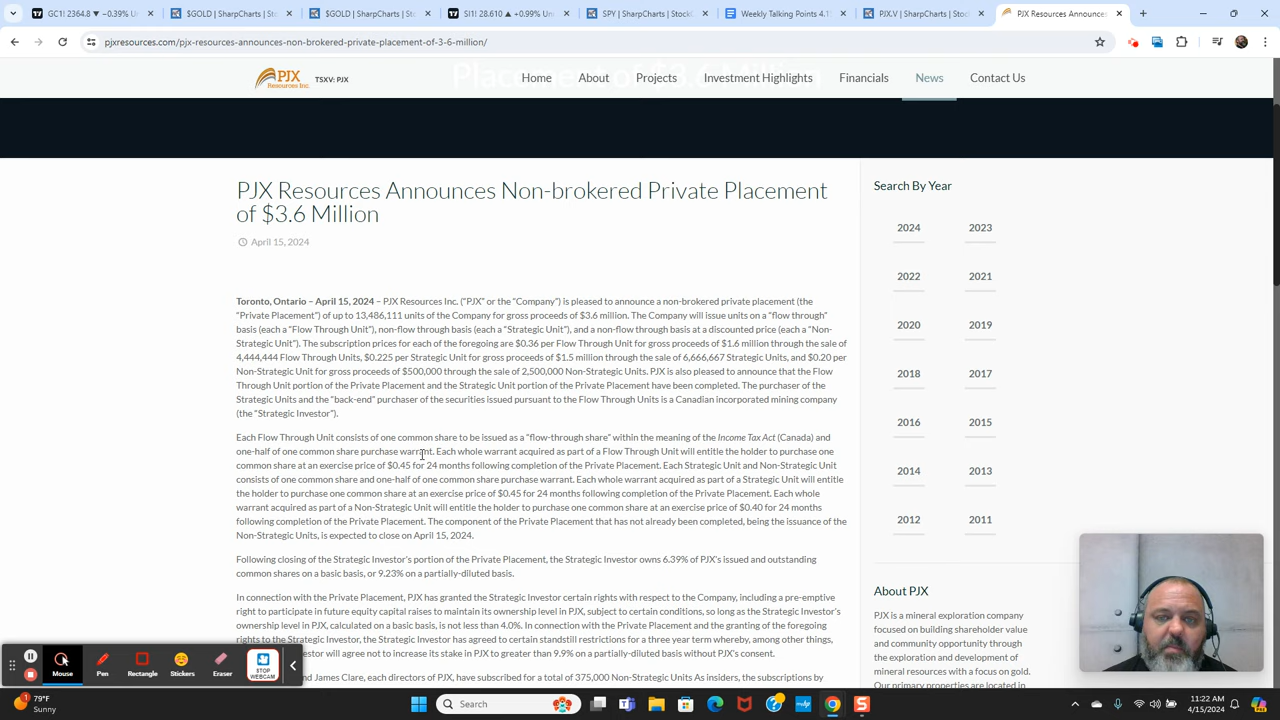 GC1! 2364.8 ▼ −0.39% Un
$GOLD | SharpCharts | Sto
$GOLD | SharpCharts | Sto
SI1! 28.610 ▲ +0.99% Un
SPY | SharpCharts | StockC
Weekly Talking Points 4.1
PJX.V | SharpCharts | Stoc
PJX Resources Announces
pjxresources.com/pjx-resources-announces-non-brokered-private-placement-of-3-6-million/
PJX
Resources Inc.
TSXV: PJX
Home
About
Projects
Investment Highlights
Financials
News
Contact Us
Placement of $3.6 Million
PJX Resources Announces Non-brokered Private Placement
of $3.6 Million
April 15, 2024
Toronto, Ontario – April 15, 2024 – PJX Resources Inc. ("PJX" or the "Company") is pleased to announce a non-brokered private placement (the
"Private Placement") of up to 13,486,111 units of the Company for gross proceeds of $3.6 million. The Company will issue units on a "flow through"
basis (each a "Flow Through Unit"), non-flow through basis (each a "Strategic Unit"), and a non-flow through basis at a discounted price (each a "Non-
Strategic Unit"). The subscription prices for each of the foregoing are $0.36 per Flow Through Unit for gross proceeds of $1.6 million through the sale of
4,444,444 Flow Through Units, $0.225 per Strategic Unit for gross proceeds of $1.5 million through the sale of 6,666,667 Strategic Units, and $0.20 per
Non-Strategic Unit for gross proceeds of $500,000 through the sale of 2,500,000 Non-Strategic Units. PJX is also pleased to announce that the Flow
Through Unit portion of the Private Placement and the Strategic Unit portion of the Private Placement have been completed. The purchaser of the
Strategic Units and the "back-end" purchaser of the securities issued pursuant to the Flow Through Units is a Canadian incorporated mining company
(the "Strategic Investor").
Each Flow Through Unit consists of one common share to be issued as a "flow-through share" within the meaning of the Income Tax Act (Canada) and
one-half of one common share purchase warrant. Each whole warrant acquired as part of a Flow Through Unit will entitle the holder to purchase one
common share at an exercise price of $0.45 for 24 months following completion of the Private Placement. Each Strategic Unit and Non-Strategic Unit
consists of one common share and one-half of one common share purchase warrant. Each whole warrant acquired as part of a Strategic Unit will entitle
the holder to purchase one common share at an exercise price of $0.45 for 24 months following completion of the Private Placement. Each whole
warrant acquired as part of a Non-Strategic Unit will entitle the holder to purchase one common share at an exercise price of $0.40 for 24 months
following completion of the Private Placement. The component of the Private Placement that has not already been completed, being the issuance of the
Non-Strategic Units, is expected to close on April 15, 2024.
Following closing of the Strategic Investor's portion of the Private Placement, the Strategic Investor owns 6.39% of PJX's issued and outstanding
common shares on a basic basis, or 9.23% on a partially-diluted basis.
In connection with the Private Placement, PJX has granted the Strategic Investor certain rights with respect to the Company, including a pre-emptive
right to participate in future equity capital raises to maintain its ownership level in PJX, subject to certain conditions, so long as the Strategic Investor's
ownership level in PJX, calculated on a basic basis, is not less than 4.0%. In connection with the Private Placement and the granting of the foregoing
rights to the Strategic Investor, the Strategic Investor has agreed to certain standstill restrictions for a three year term whereby, among other things,
will agree not to increase its stake in PJX to greater than 9.9% on a partially-diluted basis without PJX's consent.
James Clare, each directors of PJX, have subscribed for a total of 375,000 Non-Strategic Units As insiders, the subscriptions by
Search By Year
2024 2023
2022 2021
2020 2019
2018 2017
2016 2015
2014 2013
2012 2011
About PJX
PJX is a mineral exploration company
focused on building shareholder value
and community opportunity through
the exploration and development of
mineral resources with a focus on gold.
Our primary properties are located in
Mouse
Pen
Rectangle
Stickers
Eraser
STOP
WEBCAM
79°F
Sunny
Search
11:22 AM
4/15/2024